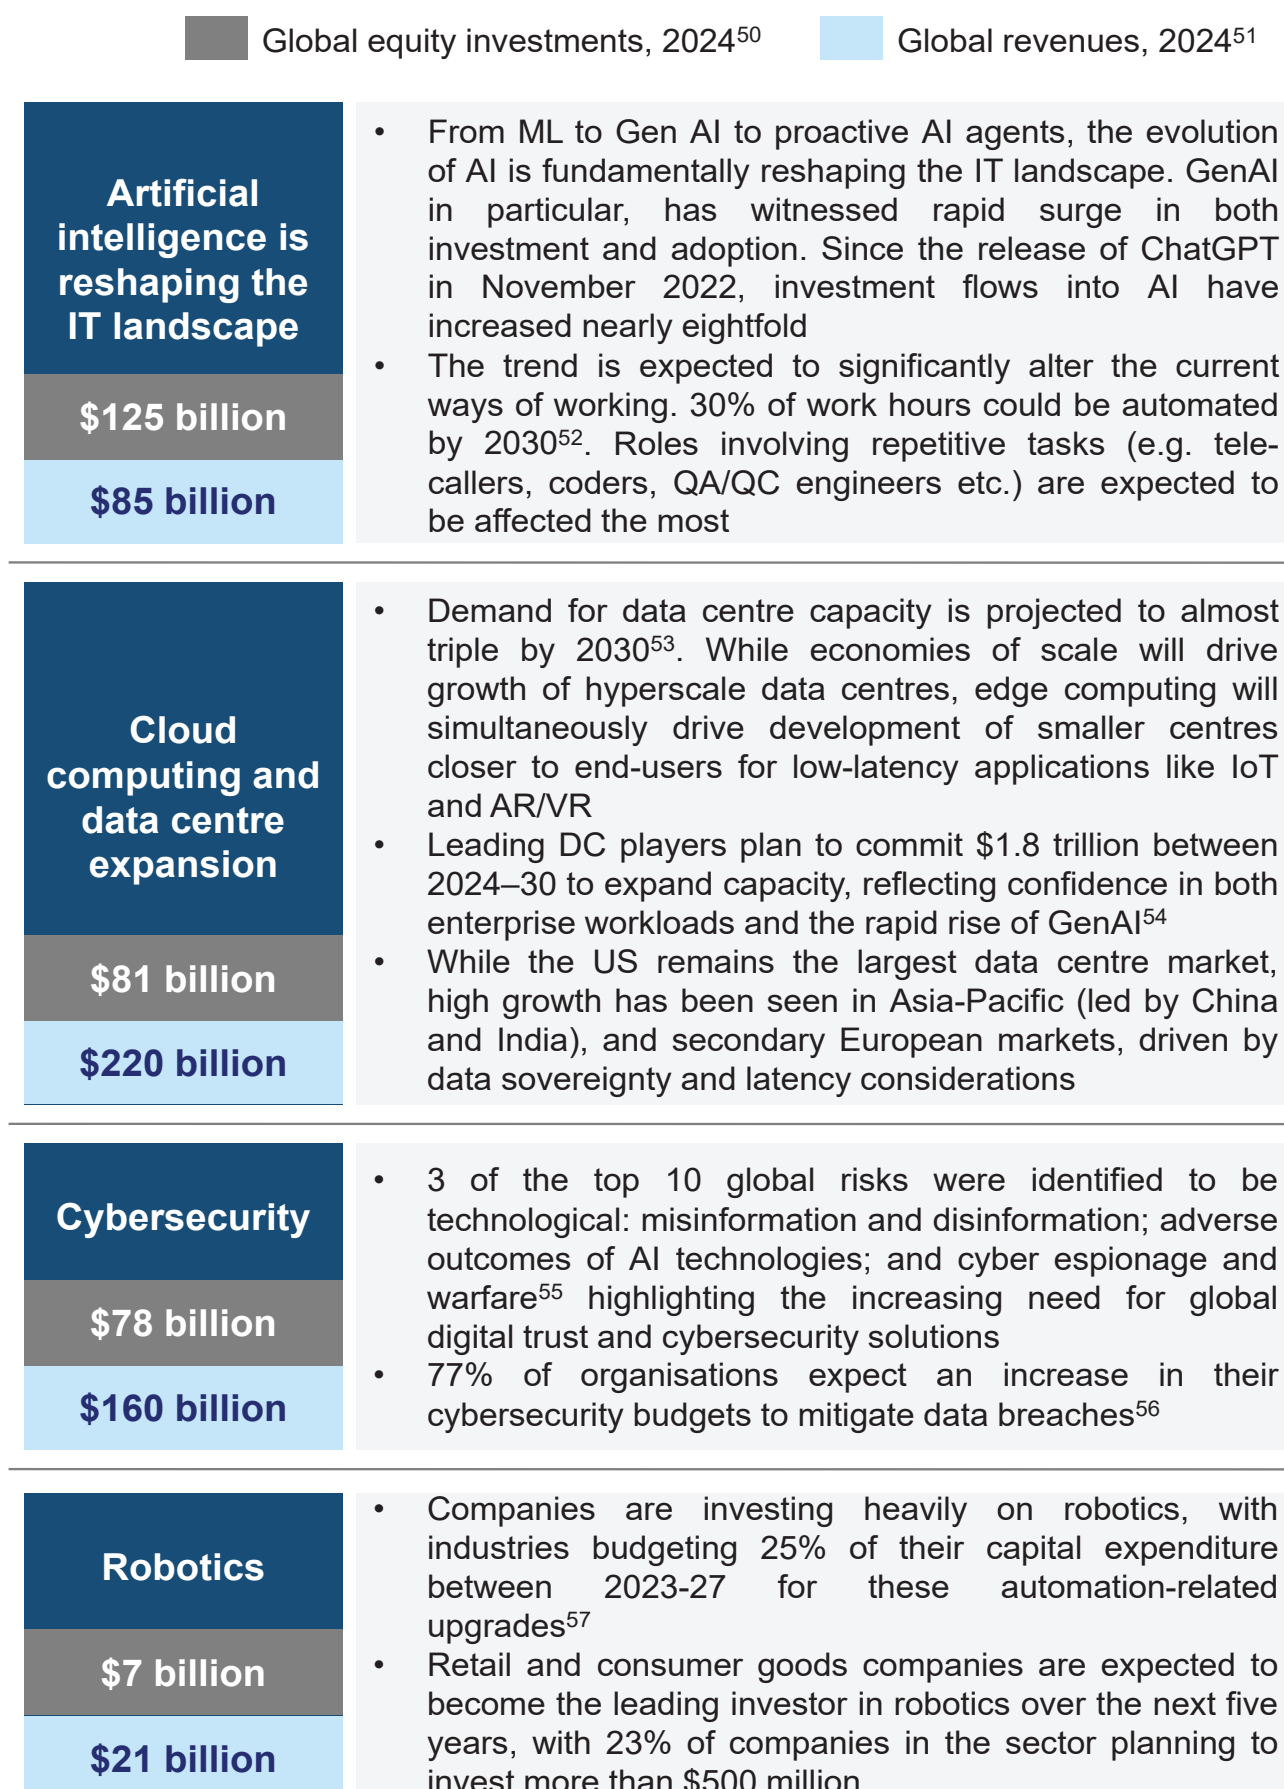 Global equity investments, 2024⁵⁰
Global revenues, 2024⁵¹
Artificial
intelligence is
reshaping the
IT landscape
$125 billion
$85 billion
• From ML to Gen AI to proactive AI agents, the evolution
of AI is fundamentally reshaping the IT landscape. GenAI
in particular, has witnessed rapid surge in both
investment and adoption. Since the release of ChatGPT
in November 2022, investment flows into AI have
increased nearly eightfold
• The trend is expected to significantly alter the current
ways of working. 30% of work hours could be automated
by 2030⁵². Roles involving repetitive tasks (e.g. tele-
callers, coders, QA/QC engineers etc.) are expected to
be affected the most
Cloud
computing and
data centre
expansion
$81 billion
$220 billion
• Demand for data centre capacity is projected to almost
triple by 2030⁵³. While economies of scale will drive
growth of hyperscale data centres, edge computing will
simultaneously drive development of smaller centres
closer to end-users for low-latency applications like IoT
and AR/VR
• Leading DC players plan to commit $1.8 trillion between
2024–30 to expand capacity, reflecting confidence in both
enterprise workloads and the rapid rise of GenAI⁵⁴
• While the US remains the largest data centre market,
high growth has been seen in Asia-Pacific (led by China
and India), and secondary European markets, driven by
data sovereignty and latency considerations
Cybersecurity
$78 billion
$160 billion
• 3 of the top 10 global risks were identified to be
technological: misinformation and disinformation; adverse
outcomes of AI technologies; and cyber espionage and
warfare⁵⁵ highlighting the increasing need for global
digital trust and cybersecurity solutions
• 77% of organisations expect an increase in their
cybersecurity budgets to mitigate data breaches⁵⁶
Robotics
$7 billion
$21 billion
• Companies are investing heavily on robotics, with
industries budgeting 25% of their capital expenditure
between 2023-27 for these automation-related
upgrades⁵⁷
• Retail and consumer goods companies are expected to
become the leading investor in robotics over the next five
years, with 23% of companies in the sector planning to
invest more than $500 million